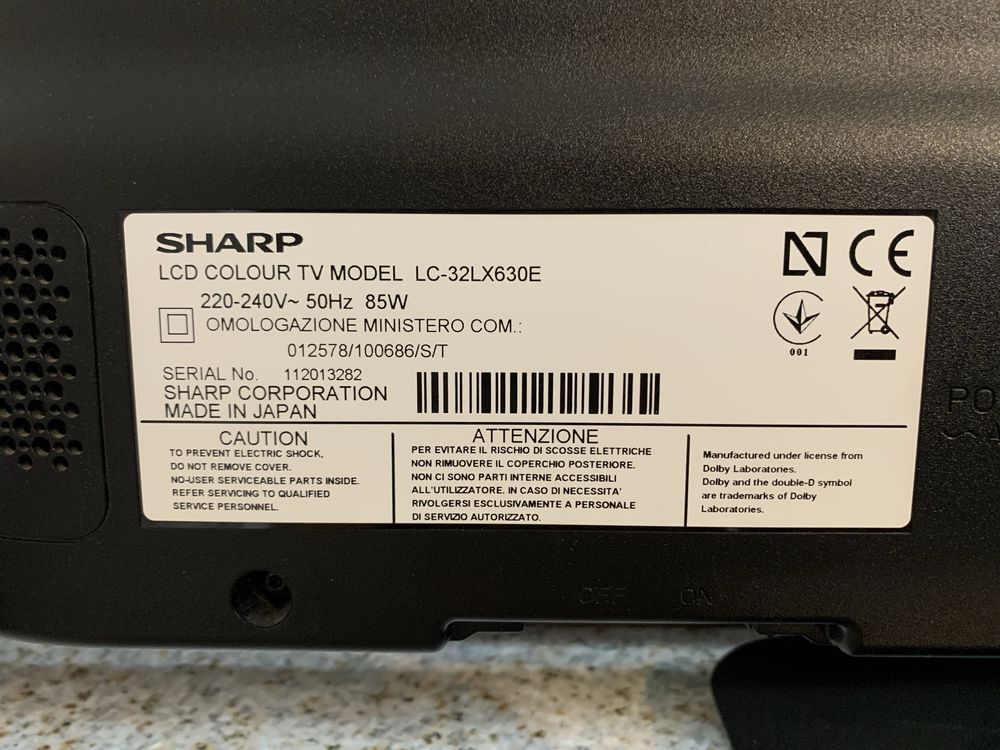 SHARP
LCD COLOUR TV MODEL LC-32LX630E
220-240V~ 50Hz 85W
OMOLOGAZIONE MINISTERO COM.:
012578/100686/S/T
SERIAL No. 112013282
SHARP CORPORATION
MADE IN JAPAN
CE
001
CAUTION
TO PREVENT ELECTRIC SHOCK,
DO NOT REMOVE COVER.
NO-USER SERVICEABLE PARTS INSIDE.
REFER SERVICING TO QUALIFIED
SERVICE PERSONNEL.
ATTENZIONE
PER EVITARE IL RISCHIO DI SCOSSE ELETTRICHE
NON RIMUOVERE IL COPERCHIO POSTERIORE.
NON CI SONO PARTI INTERNE ACCESSIBILI
ALL'UTILIZZATORE. IN CASO DI NECESSITA'
RIVOLGERSI ESCLUSIVAMENTE A PERSONALE
DI SERVIZIO AUTORIZZATO.
Manufactured under license from
Dolby Laboratories.
Dolby and the double-D symbol
are trademarks of Dolby
Laboratories.
OFF ON